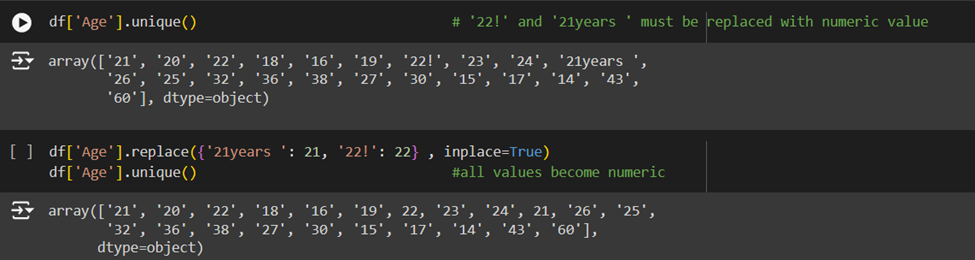 df['Age'].unique() # '22!' and '21years ' must be replaced with numeric value
array(['21', '20', '22', '18', '16', '19', '22!', '23', '24', '21years ',
'26', '25', '32', '36', '38', '27', '30', '15', '17', '14', '43',
'60'], dtype=object)
[ ] df['Age'].replace({'21years ': 21, '22!': 22} , inplace=True)
df['Age'].unique() #all values become numeric
array(['21', '20', '22', '18', '16', '19', 22, '23', '24', 21, '26', '25',
'32', '36', '38', '27', '30', '15', '17', '14', '43', '60'],
dtype=object)